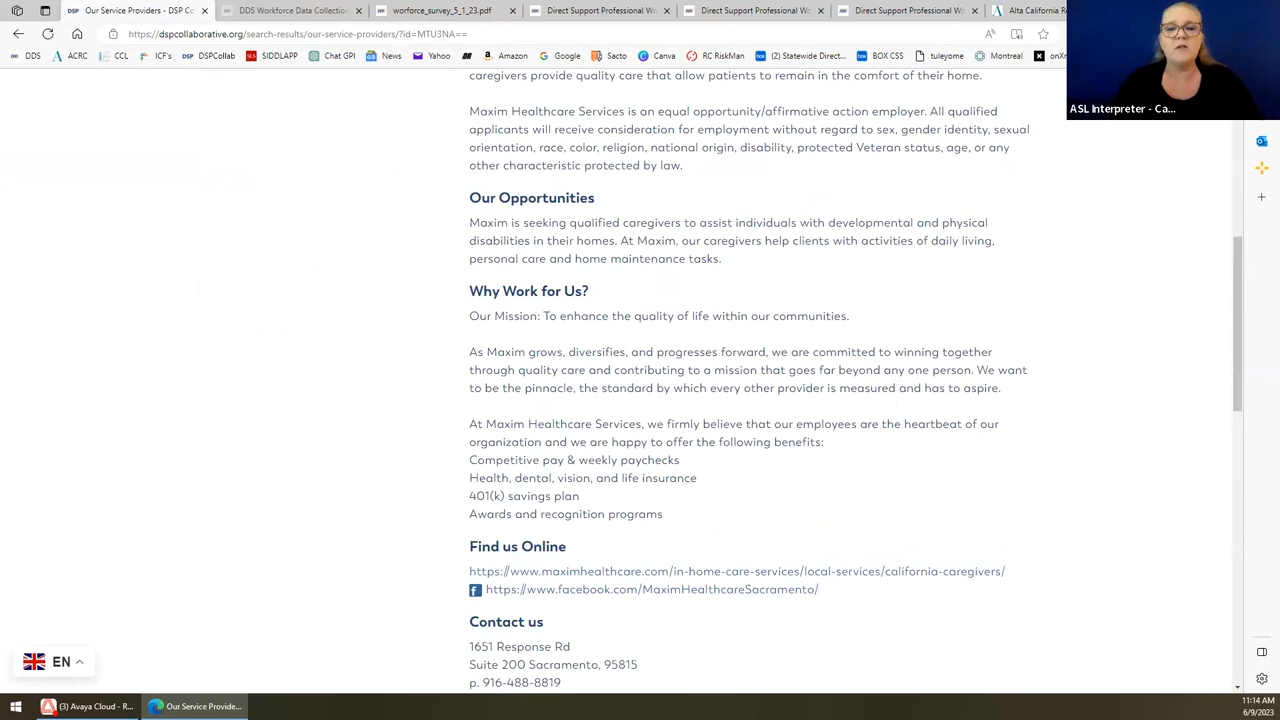 DSP Our Service Providers - DSP Co
DDS Workforce Data Collection
worforce_survey_5_1_23.pdf
Direct Support Professional Wo
Direct Support Professional Wo
Direct Support Professional Wo
Alta California Re
https://dspcollaborative.org/search-results/our-service-providers/?id=MTU3NA==
DDS ACRC CCL ICF's DSPCollab SIDDLAPP Chat GPI News Yahoo Amazon Google Sacto Canva RC RiskMan (2) Statewide Direct... BOX CSS tuleyome Montreal onX
ASL Interpreter - Ca...
caregivers provide quality care that allow patients to remain in the comfort of their home.
Maxim Healthcare Services is an equal opportunity/affirmative action employer. All qualified
applicants will receive consideration for employment without regard to sex, gender identity, sexual
orientation, race, color, religion, national origin, disability, protected Veteran status, age, or any
other characteristic protected by law.
Our Opportunities
Maxim is seeking qualified caregivers to assist individuals with developmental and physical
disabilities in their homes. At Maxim, our caregivers help clients with activities of daily living,
personal care and home maintenance tasks.
Why Work for Us?
Our Mission: To enhance the quality of life within our communities.
As Maxim grows, diversifies, and progresses forward, we are committed to winning together
through quality care and contributing to a mission that goes far beyond any one person. We want
to be the pinnacle, the standard by which every other provider is measured and has to aspire.
At Maxim Healthcare Services, we firmly believe that our employees are the heartbeat of our
organization and we are happy to offer the following benefits:
Competitive pay & weekly paychecks
Health, dental, vision, and life insurance
401(k) savings plan
Awards and recognition programs
Find us Online
https://www.maximhealthcare.com/in-home-care-services/local-services/california-caregivers/
https://www.facebook.com/MaximHealthcareSacramento/
Contact us
1651 Response Rd
Suite 200 Sacramento, 95815
p. 916-488-8819
EN
(3) Avaya Cloud - R...
Our Service Provide...
11:14 AM
6/9/2023